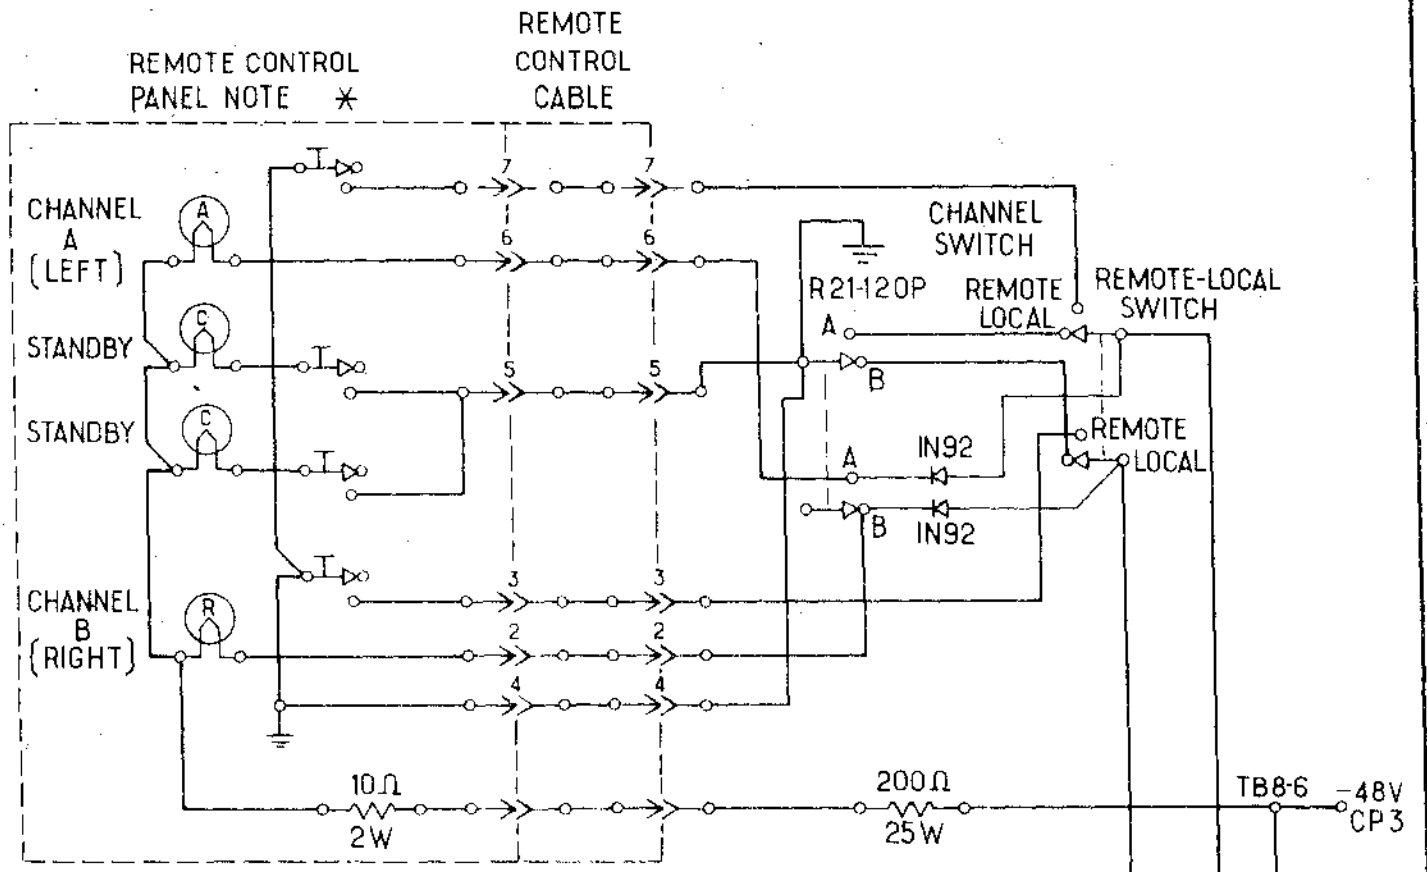 REMOTE
CONTROL
CABLE
REMOTE CONTROL
PANEL NOTE *
7 7
CHANNEL
A
(LEFT)
A
6 6
CHANNEL
SWITCH
R21-120P
REMOTE
LOCAL
REMOTE-LOCAL
SWITCH
A
B
STANDBY
C
5 5
STANDBY
C
REMOTE
LOCAL
A
IN92
B
IN92
3 3
CHANNEL
B
(RIGHT)
R
2 2
4 4
10Ω
2W
200Ω
25W
TB8-6
-48V
CP3